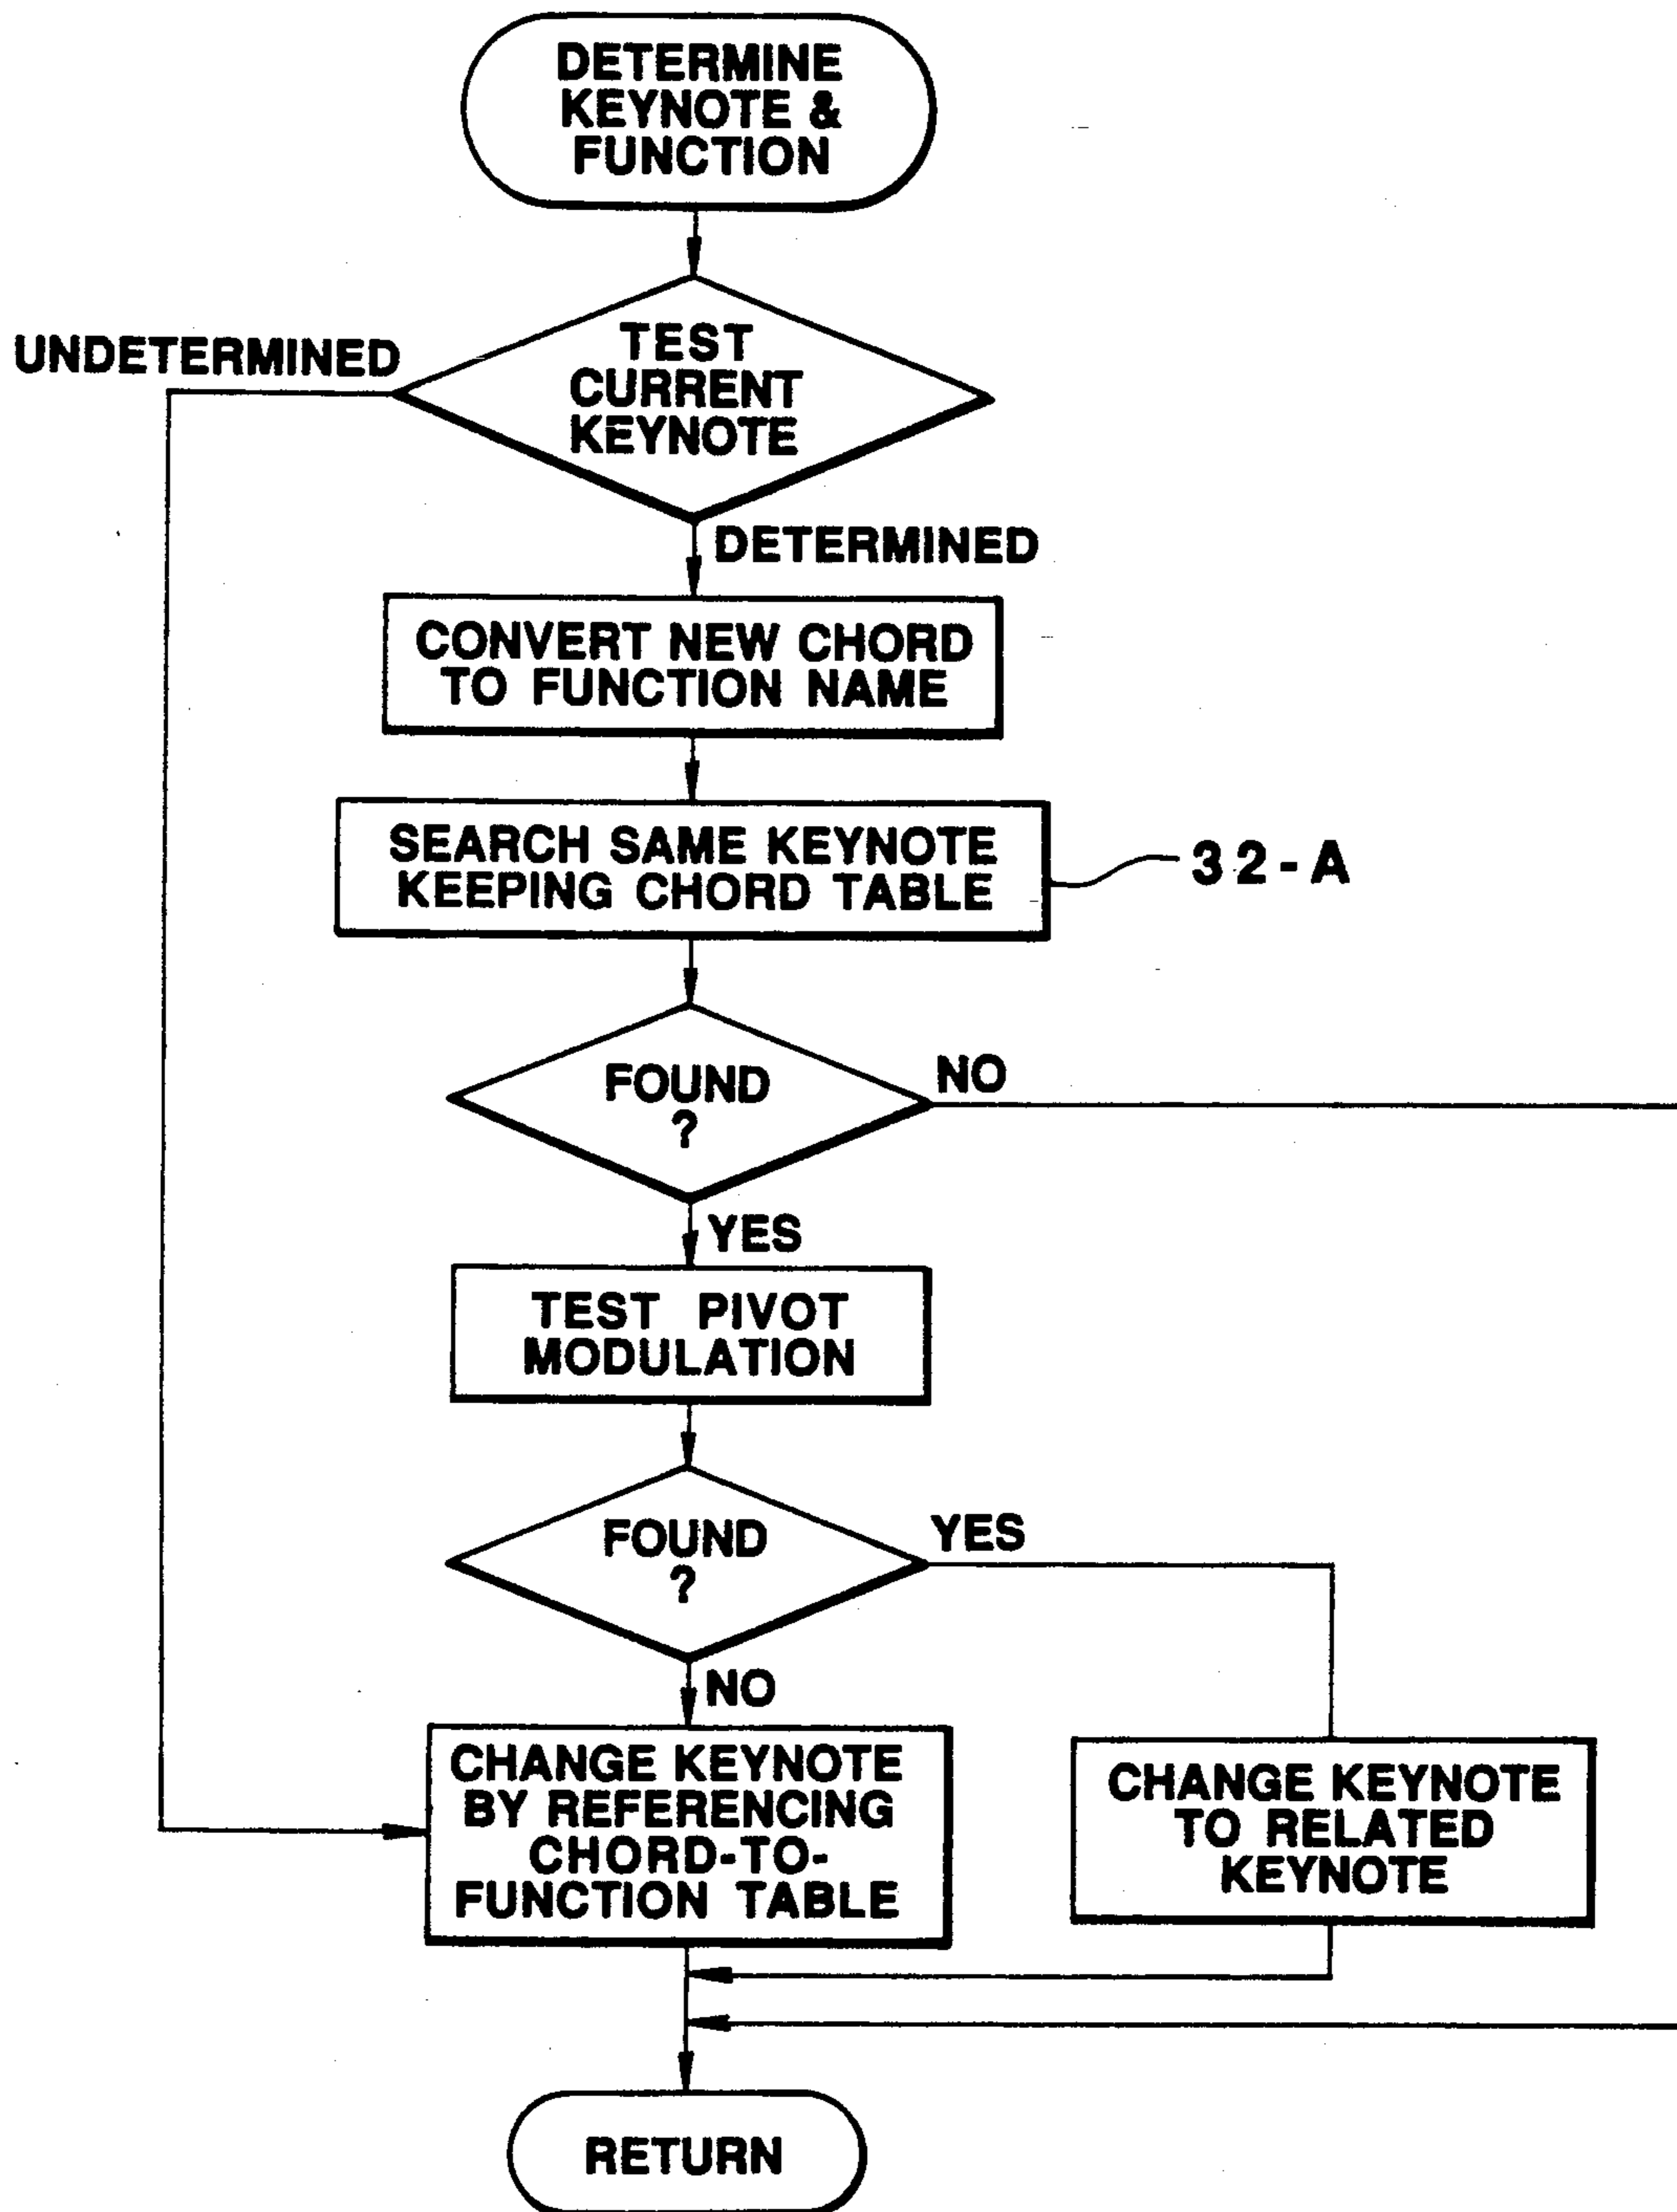 DETERMINE
KEYNOTE &
FUNCTION
UNDETERMINED
TEST
CURRENT
KEYNOTE
DETERMINED
CONVERT NEW CHORD
TO FUNCTION NAME
SEARCH SAME KEYNOTE
KEEPING CHORD TABLE
32-A
FOUND
?
NO
YES
TEST PIVOT
MODULATION
FOUND
?
YES
NO
CHANGE KEYNOTE
BY REFERENCING
CHORD-TO-
FUNCTION TABLE
CHANGE KEYNOTE
TO RELATED
KEYNOTE
RETURN